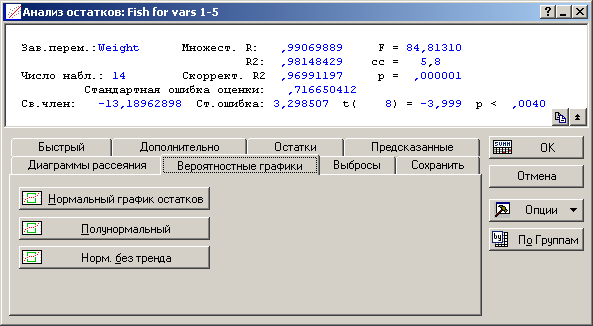 Анализ остатков: Fish for vars 1-5
Зав.перем.:Weight Множест. R: ,99069889 F = 84,81310
R2: ,98148429 сс = 5,8
Число набл.: 14 Скоррект. R2 ,96991197 p = ,000001
Стандартная ошибка оценки: ,716650412
Св.член: -13,18962898 Ст.ошибка: 3,298507 t( 8) = -3,999 p < ,0040
Быстрый Дополнительно Остатки Предсказанные
Диаграммы рассеяния Вероятностные графики Выбросы Сохранить
Нормальный график остатков
Полунормальный
Норм. без тренда
OK
Отмена
Опции
По Группам